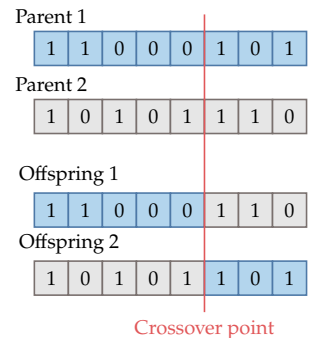 Parent 1
1 1 0 0 0 1 0 1
Parent 2
1 0 1 0 1 1 1 0
Offspring 1
1 1 0 0 0 1 1 0
Offspring 2
1 0 1 0 1 1 0 1
Crossover point